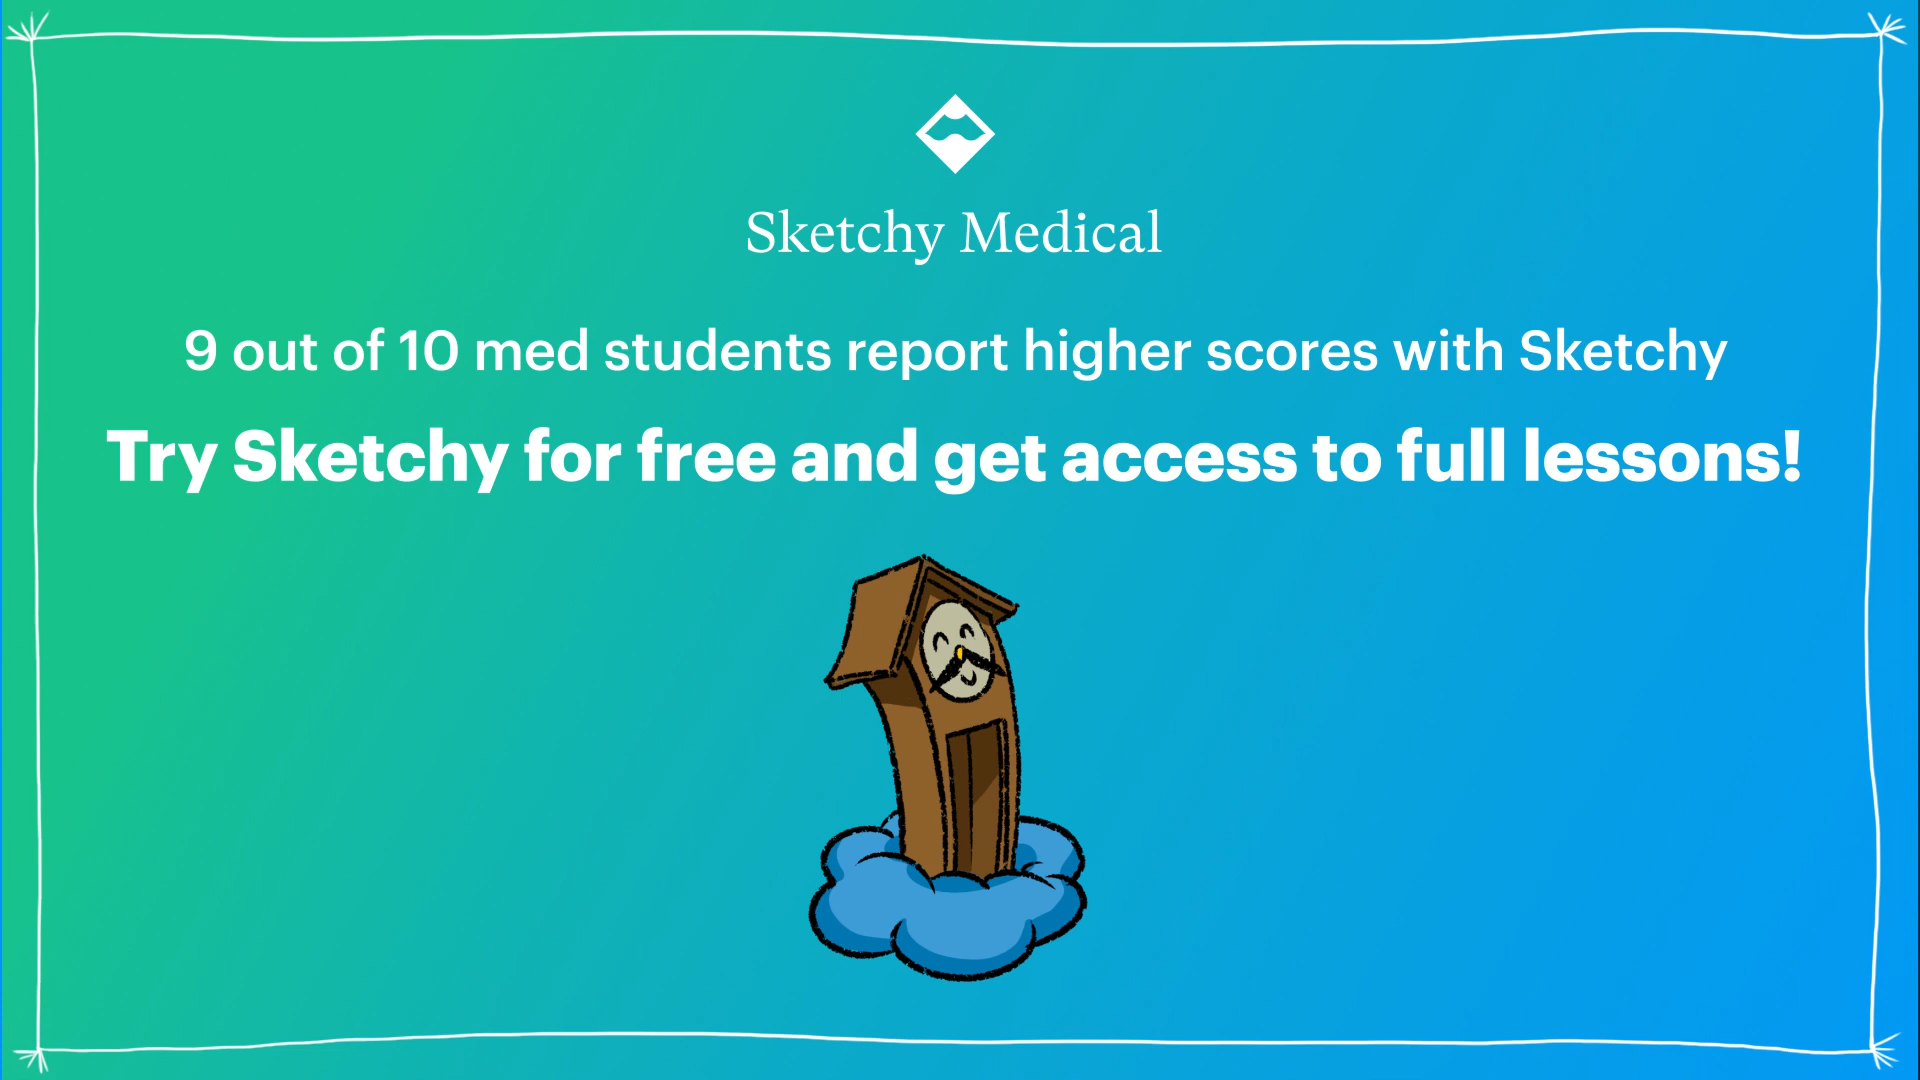 Sketchy Medical
9 out of 10 med students report higher scores with Sketchy
Try Sketchy for free and get access to full lessons!